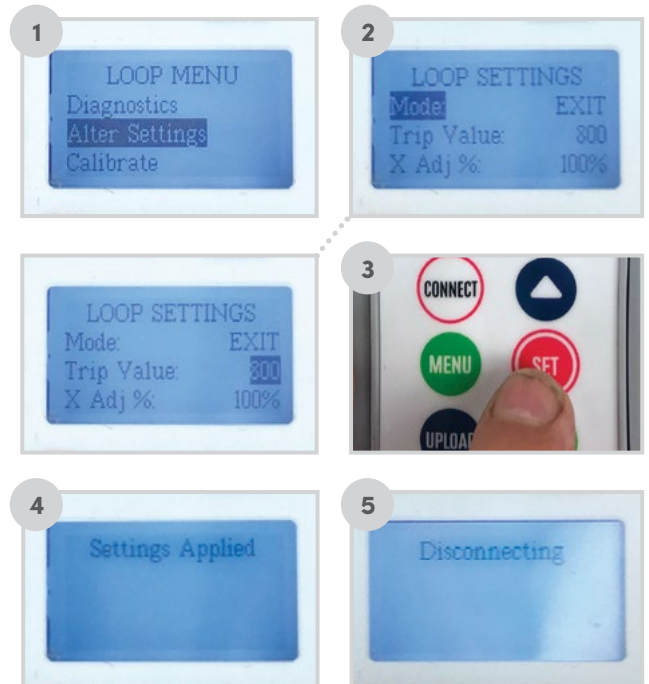 1
LOOP MENU
Diagnostics
Alter Settings
Calibrate
2
LOOP SETTINGS
Mode: EXIT
Trip Value: 800
X Adj %: 100%
LOOP SETTINGS
Mode: EXIT
Trip Value: 800
X Adj %: 100%
3
CONNECT
MENU
SET
UPLOA
4
Settings Applied
5
Disconnecting